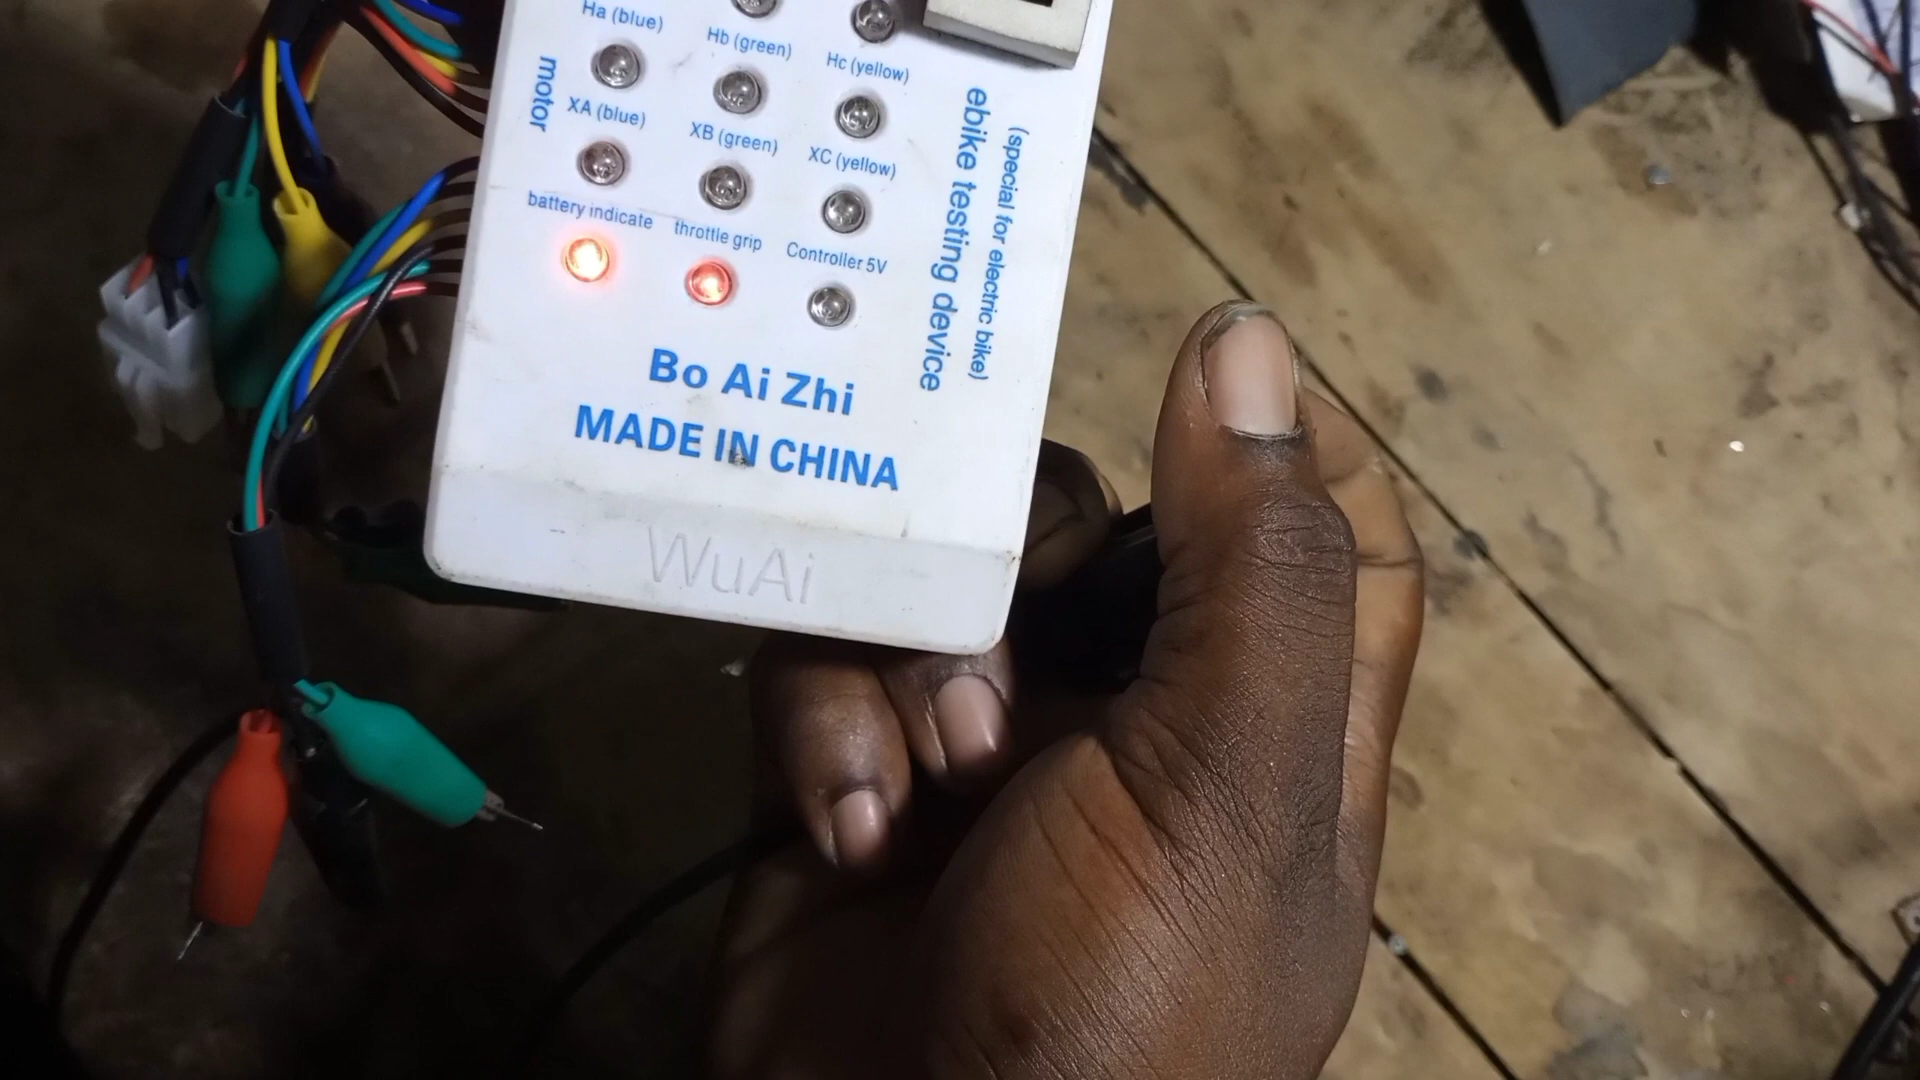 Ha (blue)
Hb (green)
Hc (yellow)
motor
XA (blue)
XB (green)
XC (yellow)
battery indicate
throttle grip
Controller 5V
ebike testing device
(special for electric bike)
Bo Ai Zhi
MADE IN CHINA
WuAi